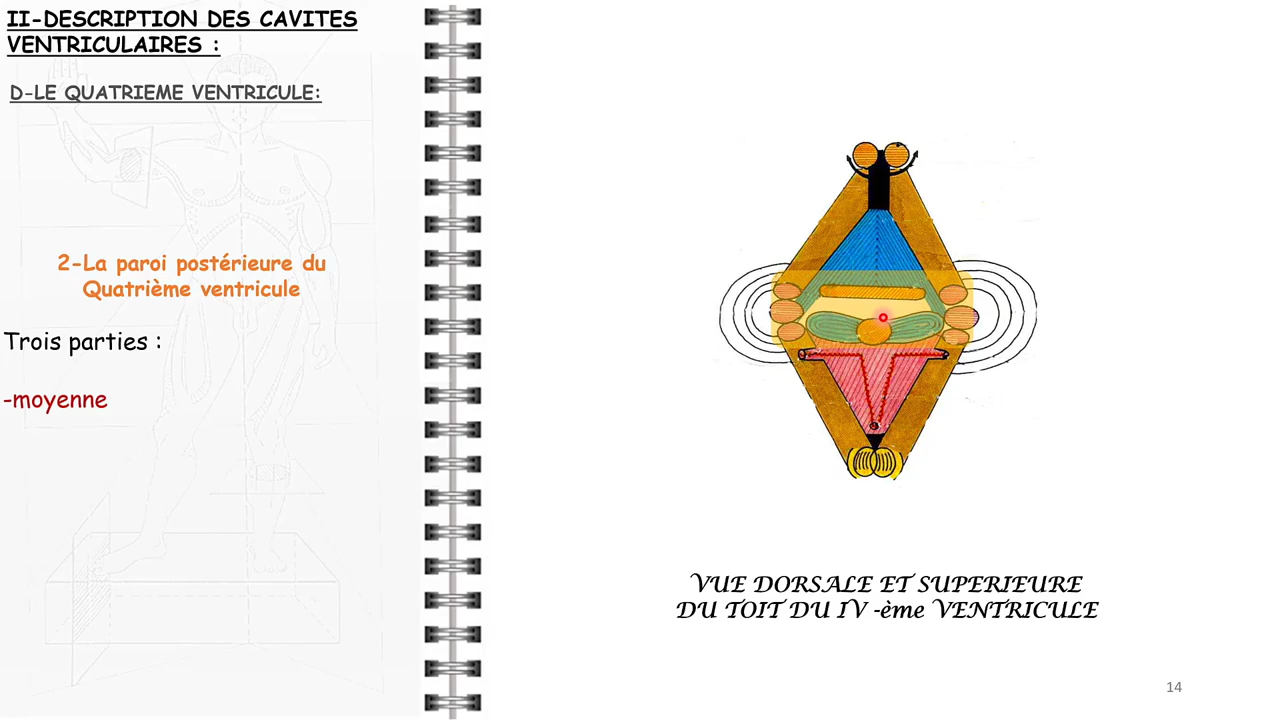 II-DESCRIPTION DES CAVITES
VENTRICULAIRES :
D-LE QUATRIEME VENTRICULE:
2-La paroi postérieure du
Quatrième ventricule
Trois parties :
-moyenne
VUE DORSALE ET SUPERIEURE
DU TOIT DU IV -ème VENTRICULE
14